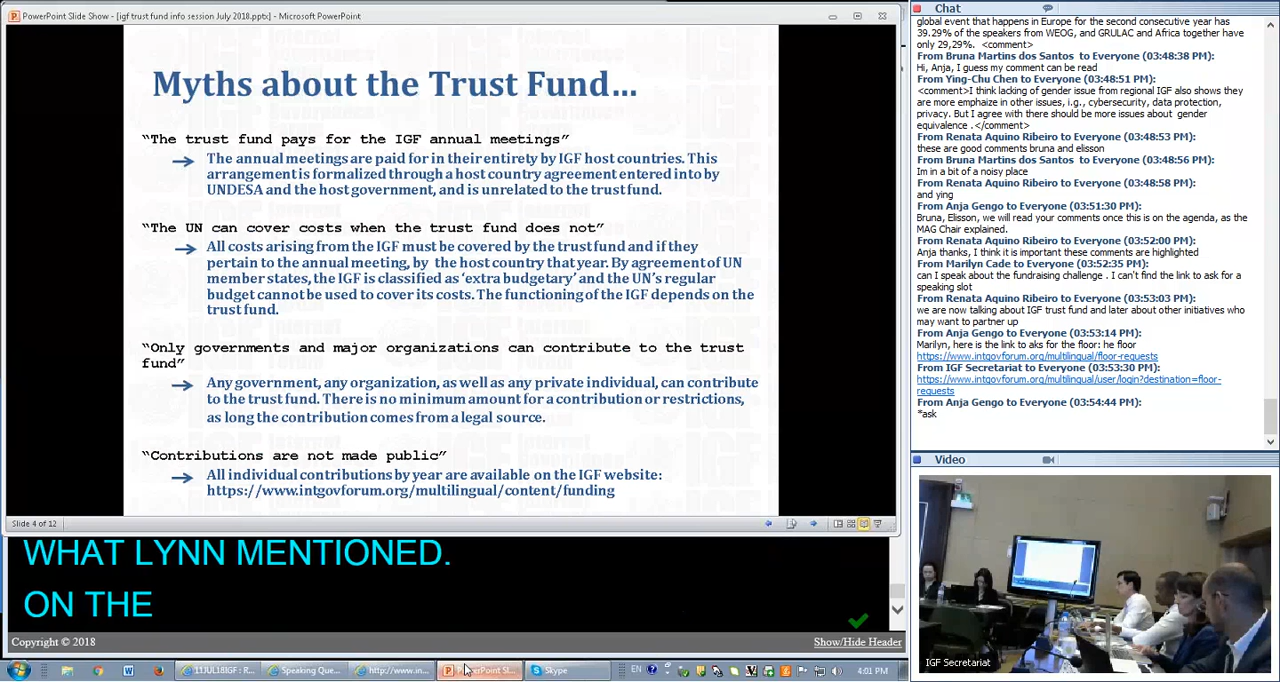 PowerPoint Slide Show - [igf trust fund info session July 2018.pptx] - Microsoft PowerPoint
Myths about the Trust Fund…
“The trust fund pays for the IGF annual meetings”
The annual meetings are paid for in their entirety by IGF host countries. This
arrangement is formalized through a host country agreement entered into by
UNDESA and the host government, and is unrelated to the trust fund.
“The UN can cover costs when the trust fund does not”
All costs arising from the IGF must be covered by the trust fund and if they
pertain to the annual meeting, by the host country that year. By agreement of UN
member states, the IGF is classified as ‘extra budgetary’ and the UN’s regular
budget cannot be used to cover its costs. The functioning of the IGF depends on the
trust fund.
“Only governments and major organizations can contribute to the trust
fund”
Any government, any organization, as well as any private individual, can contribute
to the trust fund. There is no minimum amount for a contribution or restrictions,
as long the contribution comes from a legal source.
“Contributions are not made public”
All individual contributions by year are available on the IGF website:
https://www.intgovforum.org/multilingual/content/funding
Slide 4 of 12
WHAT LYNN MENTIONED.
ON THE
Copyright © 2018
Show/Hide Header
Chat
global event that happens in Europe for the second consecutive year has
39.29% of the speakers from WEOG, and GRULAC and Africa together have
only 29,29%. <comment>
From Bruna Martins dos Santos to Everyone (03:48:38 PM):
Hi, Anja, I guess my comment can be read
From Ying-Chu Chen to Everyone (03:48:51 PM):
<comment>I think lacking of gender issue from regional IGF also shows they
are more emphaize in other issues, i.g., cybersecurity, data protection,
privacy. But I agree with there should be more issues about gender
equivalence .</comment>
From Renata Aquino Ribeiro to Everyone (03:48:53 PM):
these are good comments bruna and elisson
From Bruna Martins dos Santos to Everyone (03:48:56 PM):
Im in a bit of a noisy place
From Renata Aquino Ribeiro to Everyone (03:48:58 PM):
and ying
From Anja Gengo to Everyone (03:51:30 PM):
Bruna, Elisson, we will read your comments once this is on the agenda, as the
MAG Chair explained.
From Renata Aquino Ribeiro to Everyone (03:52:00 PM):
Anja thanks, I think it is important these comments are highlighted
From Marilyn Cade to Everyone (03:52:35 PM):
can I speak about the fundraising challenge . I can't find the link to ask for a
speaking slot
From Renata Aquino Ribeiro to Everyone (03:53:03 PM):
we are now talking about IGF trust fund and later about other initiatives who
may want to partner up
From Anja Gengo to Everyone (03:53:14 PM):
Marilyn, here is the link to aks for the floor: he floor
https://www.intgovforum.org/multilingual/floor-requests
From IGF Secretariat to Everyone (03:53:30 PM):
https://www.intgovforum.org/multilingual/user/login?destination=floor-
requests
From Anja Gengo to Everyone (03:54:44 PM):
*ask
Video
IGF Secretariat
11JUL18IGF : R...
Speaking Que...
http://www.in...
PowerPoint Sl...
Skype
EN
4:01 PM